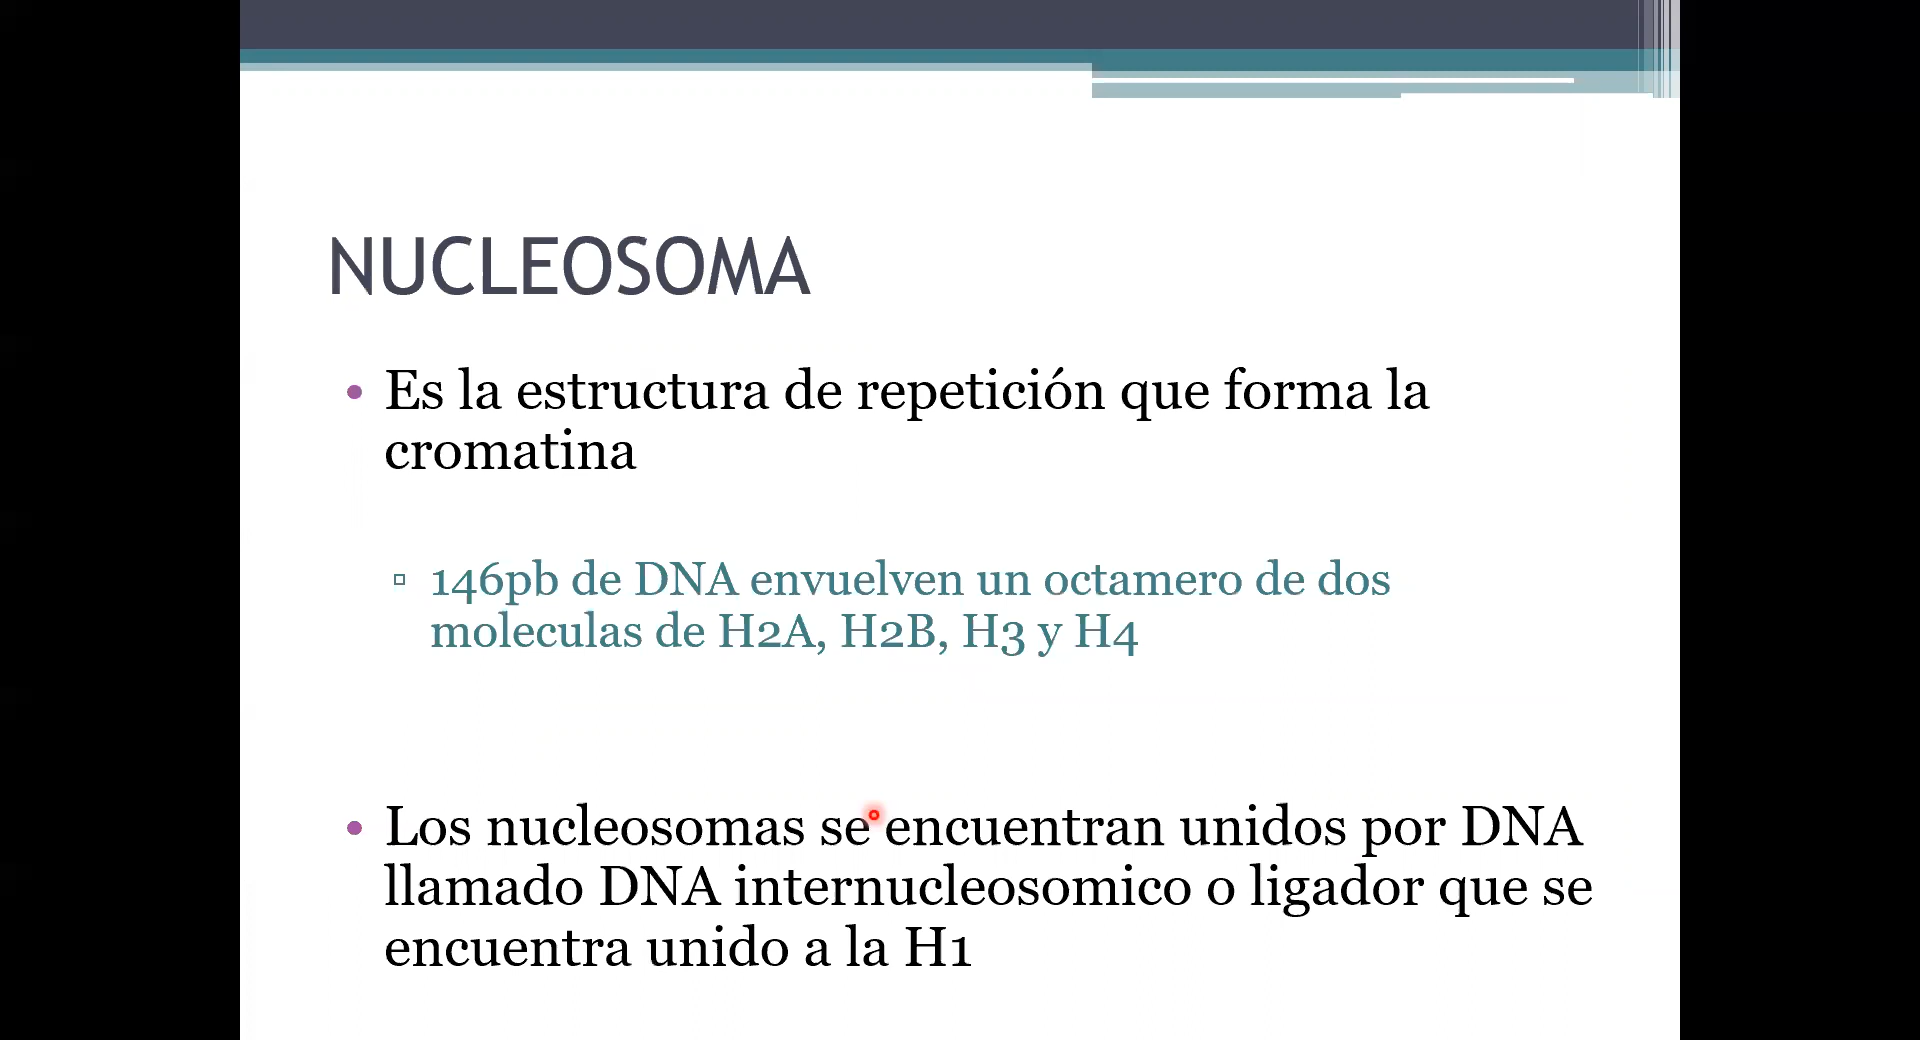 NUCLEOSOMA
• Es la estructura de repetición que forma la
cromatina
▫ 146pb de DNA envuelven un octamero de dos
moleculas de H2A, H2B, H3 y H4
• Los nucleosomas se encuentran unidos por DNA
llamado DNA internucleosomico o ligador que se
encuentra unido a la H1